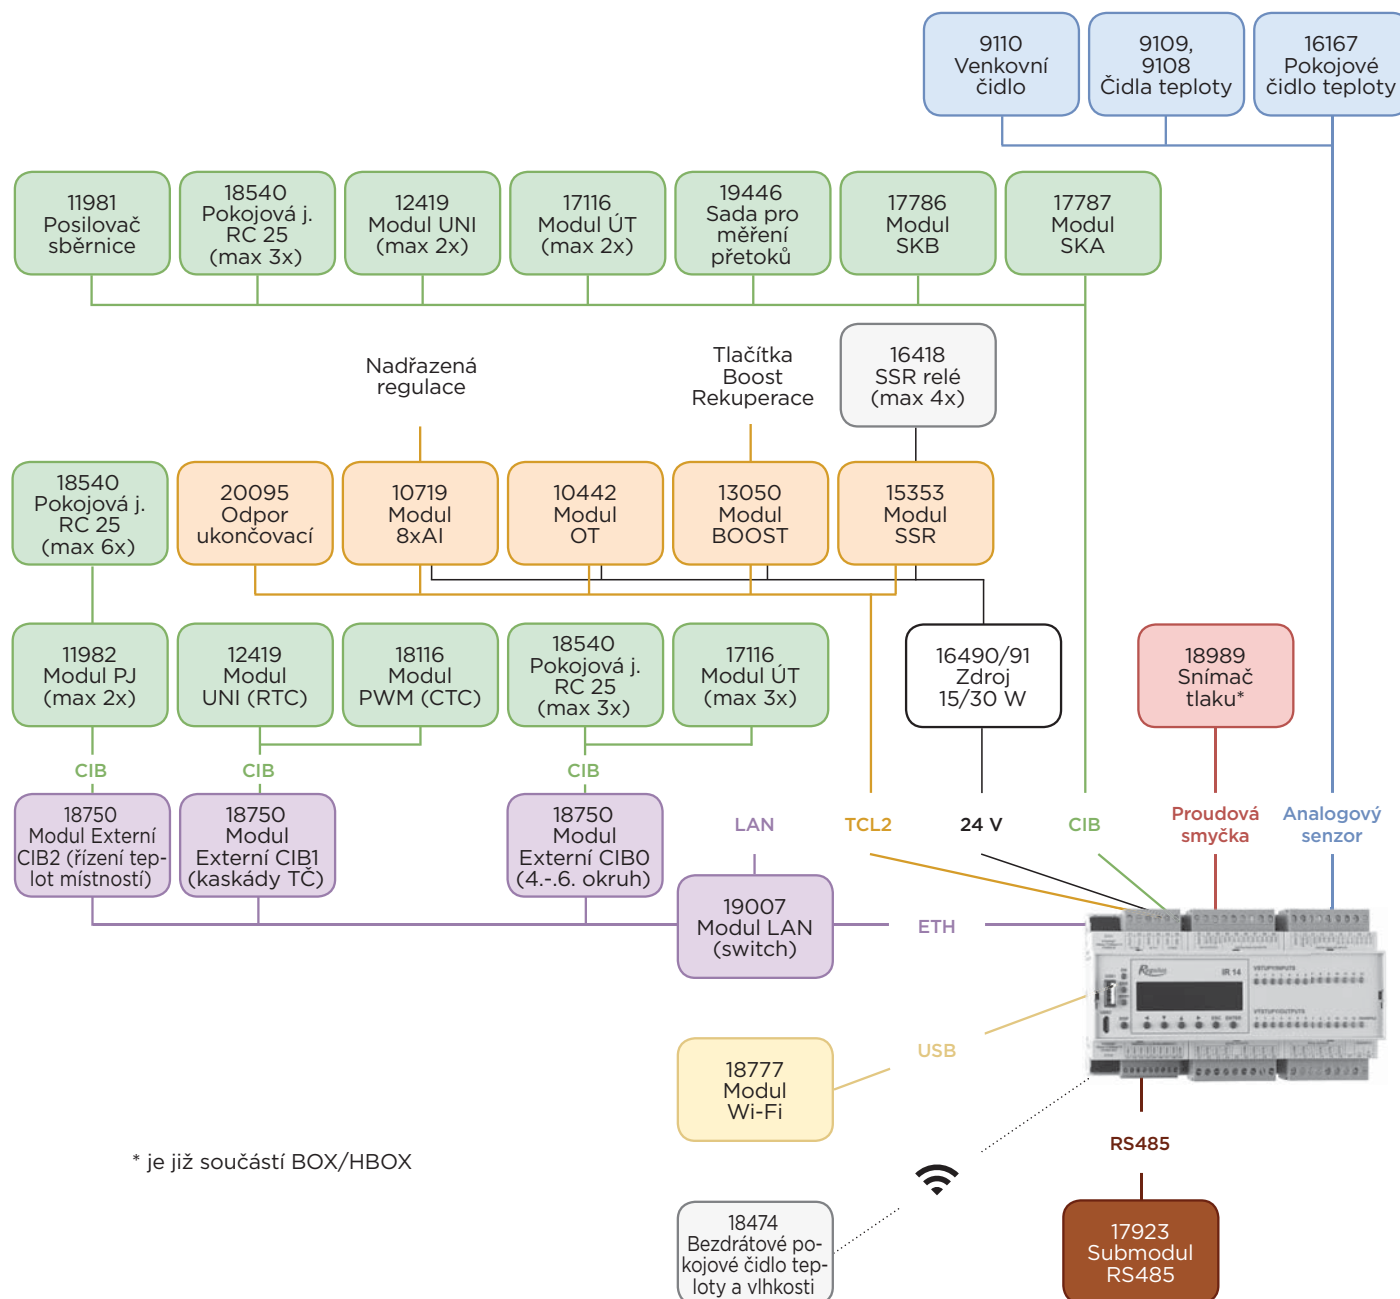 9110
Venkovní
čidlo
9109,
9108
Čidla teploty
16167
Pokojové
čidlo teploty
11981
Posilovač
sběrnice
18540
Pokojová j.
RC 25
(max 3x)
12419
Modul UNI
(max 2x)
17116
Modul ÚT
(max 2x)
19446
Sada pro
měření
přetoků
17786
Modul
SKB
17787
Modul
SKA
Nadřazená
regulace
Tlačítka
Boost
Rekuperace
16418
SSR relé
(max 4x)
18540
Pokojová j.
RC 25
(max 6x)
20095
Odpor
ukončovací
10719
Modul
8xAI
10442
Modul
OT
13050
Modul
BOOST
15353
Modul
SSR
11982
Modul PJ
(max 2x)
12419
Modul
UNI (RTC)
18116
Modul
PWM (CTC)
18540
Pokojová j.
RC 25
(max 3x)
17116
Modul ÚT
(max 3x)
16490/91
Zdroj
15/30 W
18989
Snímač
tlaku*
CIB
CIB
CIB
18750
Modul Externí
CIB2 (řízení tep-
lot místností)
18750
Modul
Externí CIB1
(kaskády TČ)
18750
Modul
Externí CIB0
(4.-.6. okruh)
LAN
TCL2
24 V
CIB
Proudová
smyčka
Analogový
senzor
19007
Modul LAN
(switch)
ETH
Regulus
IR 14
VSTUPY/INPUTS
VÝSTUPY/OUTPUTS
USB
18777
Modul
Wi-Fi
RS485
* je již součástí BOX/HBOX
18474
Bezdrátové po-
kojové čidlo tep-
loty a vlhkosti
17923
Submodul
RS485